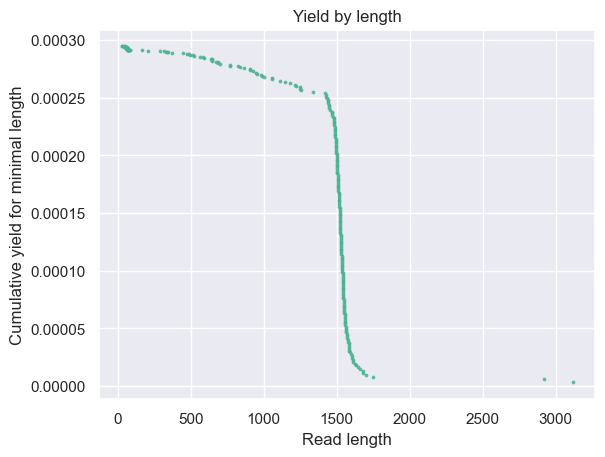 Yield by length
Cumulative yield for minimal length
0.00030
0.00025
0.00020
0.00015
0.00010
0.00005
0.00000
0 500 1000 1500 2000 2500 3000
Read length